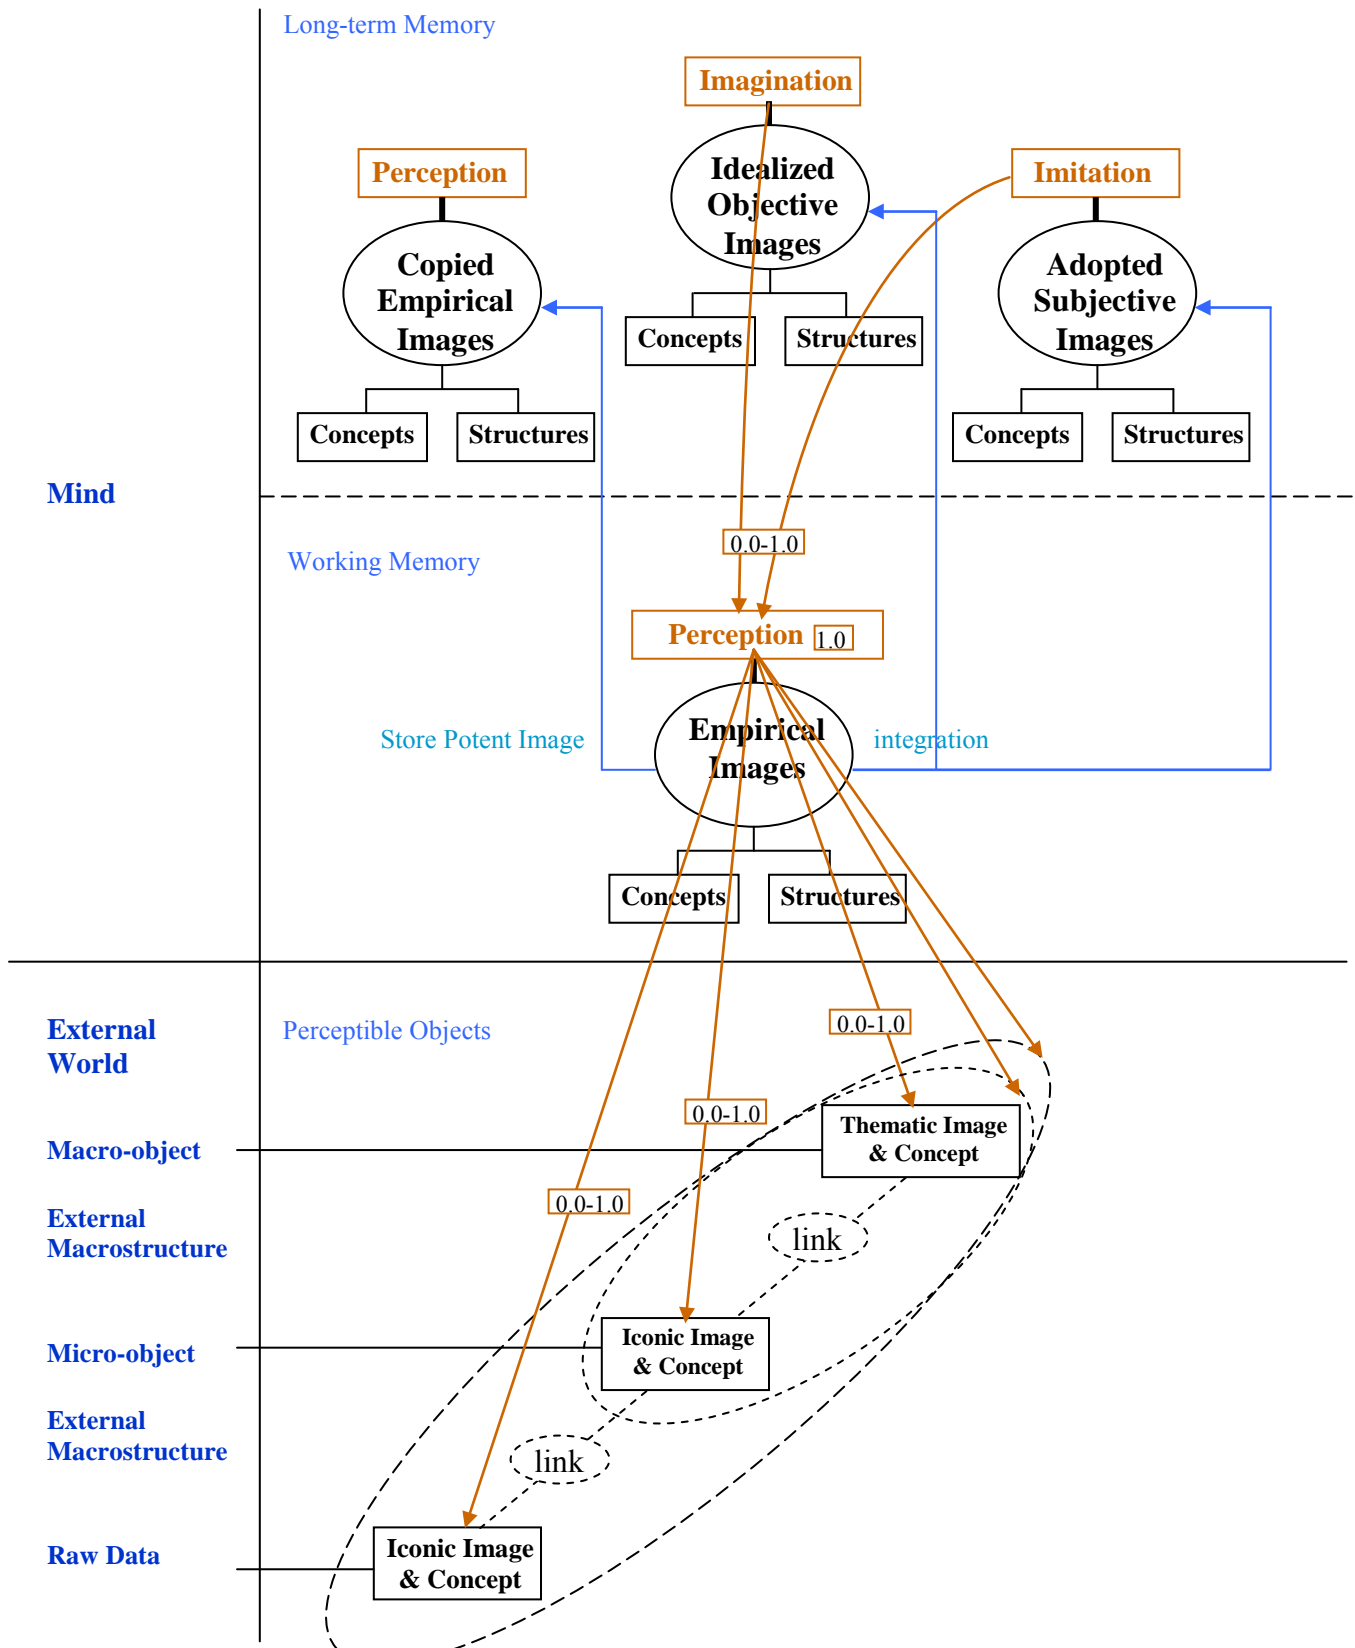 Long-term Memory
Imagination
Perception
Idealized
Objective
Images
Imitation
Copied
Empirical
Images
Adopted
Subjective
Images
Concepts
Structures
Concepts
Structures
Concepts
Structures
Mind
0.0-1.0
Working Memory
Perception 1.0
Store Potent Image
Empirical
Images
integration
Concepts
Structures
External
World
Perceptible Objects
0.0-1.0
0.0-1.0
Macro-object
Thematic Image
& Concept
0.0-1.0
External
Macrostructure
link
Micro-object
Iconic Image
& Concept
External
Macrostructure
link
Raw Data
Iconic Image
& Concept